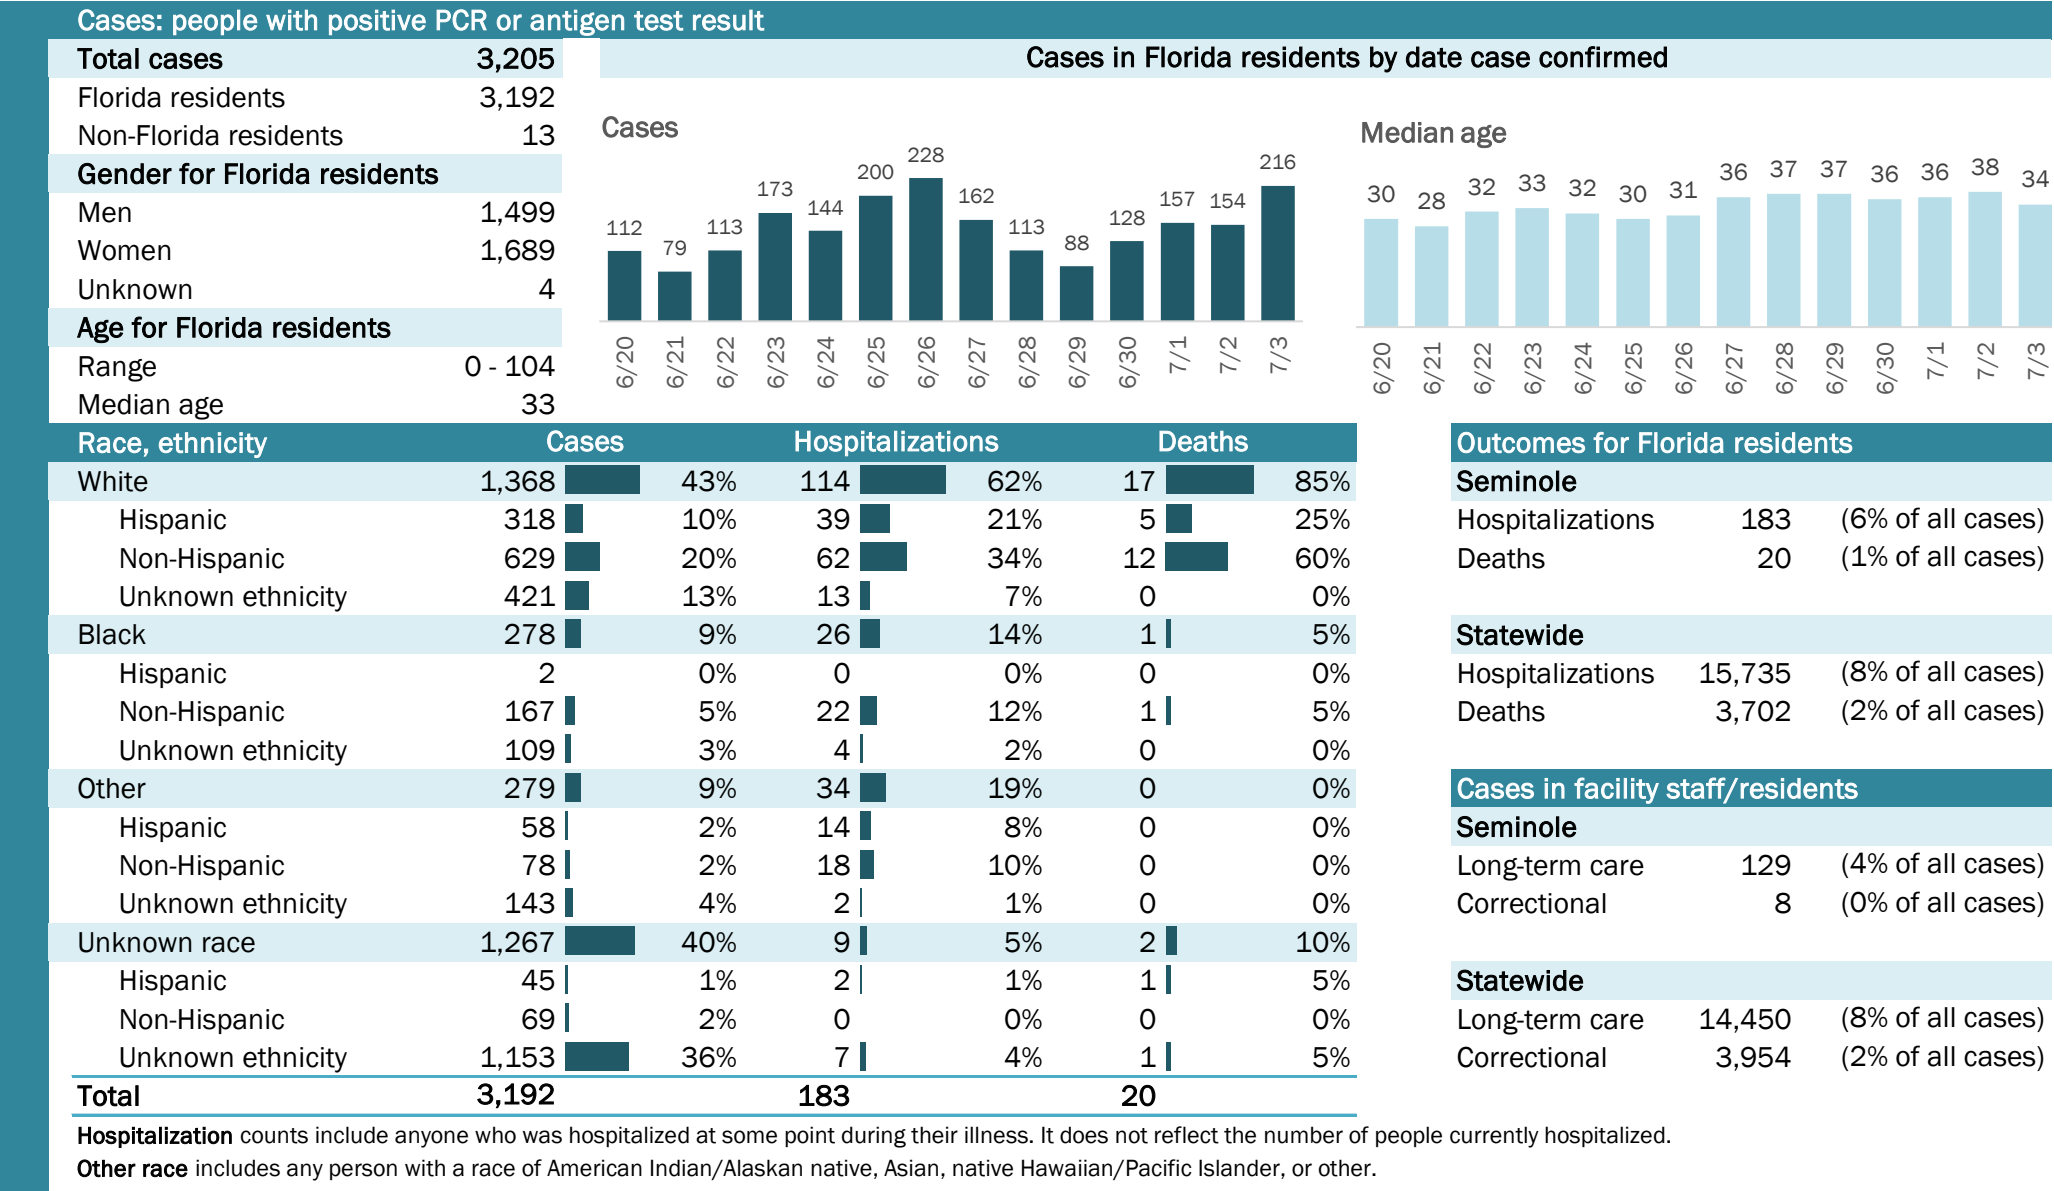 Cases: people with positive PCR or antigen test result
Total cases 3,205
Florida residents 3,192
Non-Florida residents 13
Gender for Florida residents
Men 1,499
Women 1,689
Unknown 4
Age for Florida residents
Range 0 - 104
Median age 33
Cases in Florida residents by date case confirmed
Cases
112 79 113 173 144 200 228 162 113 88 128 157 154 216
6/20 6/21 6/22 6/23 6/24 6/25 6/26 6/27 6/28 6/29 6/30 7/1 7/2 7/3
Median age
30 28 32 33 32 30 31 36 37 37 36 36 38 34
6/20 6/21 6/22 6/23 6/24 6/25 6/26 6/27 6/28 6/29 6/30 7/1 7/2 7/3
Race, ethnicity Cases Hospitalizations Deaths
White 1,368 43% 114 62% 17 85%
Hispanic 318 10% 39 21% 5 25%
Non-Hispanic 629 20% 62 34% 12 60%
Unknown ethnicity 421 13% 13 7% 0 0%
Black 278 9% 26 14% 1 5%
Hispanic 2 0% 0 0% 0 0%
Non-Hispanic 167 5% 22 12% 1 5%
Unknown ethnicity 109 3% 4 2% 0 0%
Other 279 9% 34 19% 0 0%
Hispanic 58 2% 14 8% 0 0%
Non-Hispanic 78 2% 18 10% 0 0%
Unknown ethnicity 143 4% 2 1% 0 0%
Unknown race 1,267 40% 9 5% 2 10%
Hispanic 45 1% 2 1% 1 5%
Non-Hispanic 69 2% 0 0% 0 0%
Unknown ethnicity 1,153 36% 7 4% 1 5%
Total 3,192 183 20
Outcomes for Florida residents
Seminole
Hospitalizations 183 (6% of all cases)
Deaths 20 (1% of all cases)
Statewide
Hospitalizations 15,735 (8% of all cases)
Deaths 3,702 (2% of all cases)
Cases in facility staff/residents
Seminole
Long-term care 129 (4% of all cases)
Correctional 8 (0% of all cases)
Statewide
Long-term care 14,450 (8% of all cases)
Correctional 3,954 (2% of all cases)
Hospitalization counts include anyone who was hospitalized at some point during their illness. It does not reflect the number of people currently hospitalized.
Other race includes any person with a race of American Indian/Alaskan native, Asian, native Hawaiian/Pacific Islander, or other.